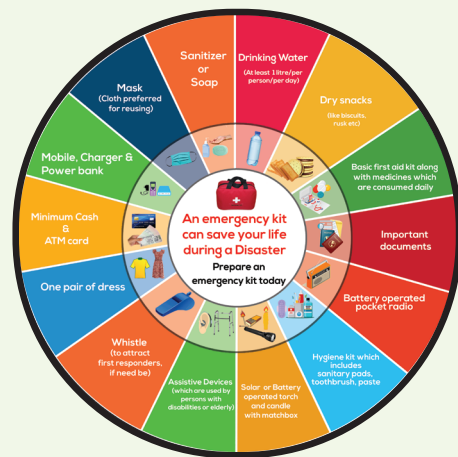 Sanitizer
or
Soap
Drinking Water
(At least 1 litre/per
person/per day)
Dry snacks
(like biscuits,
rusk etc)
Basic first aid kit along
with medicines which
are consumed daily
Important
documents
Battery operated
pocket radio
Hygiene kit which
includes
sanitary pads,
toothbrush, paste
Solar or Battery
operated torch
and candle
with matchbox
Assistive Devices
(which are used by
persons with
disabilities or elderly)
Whistle
(to attract
first responders,
if need be)
One pair of dress
Minimum Cash
&
ATM card
Mobile, Charger &
Power bank
Mask
(Cloth preferred
for reusing)
An emergency kit
can save your life
during a Disaster
Prepare an
emergency kit today